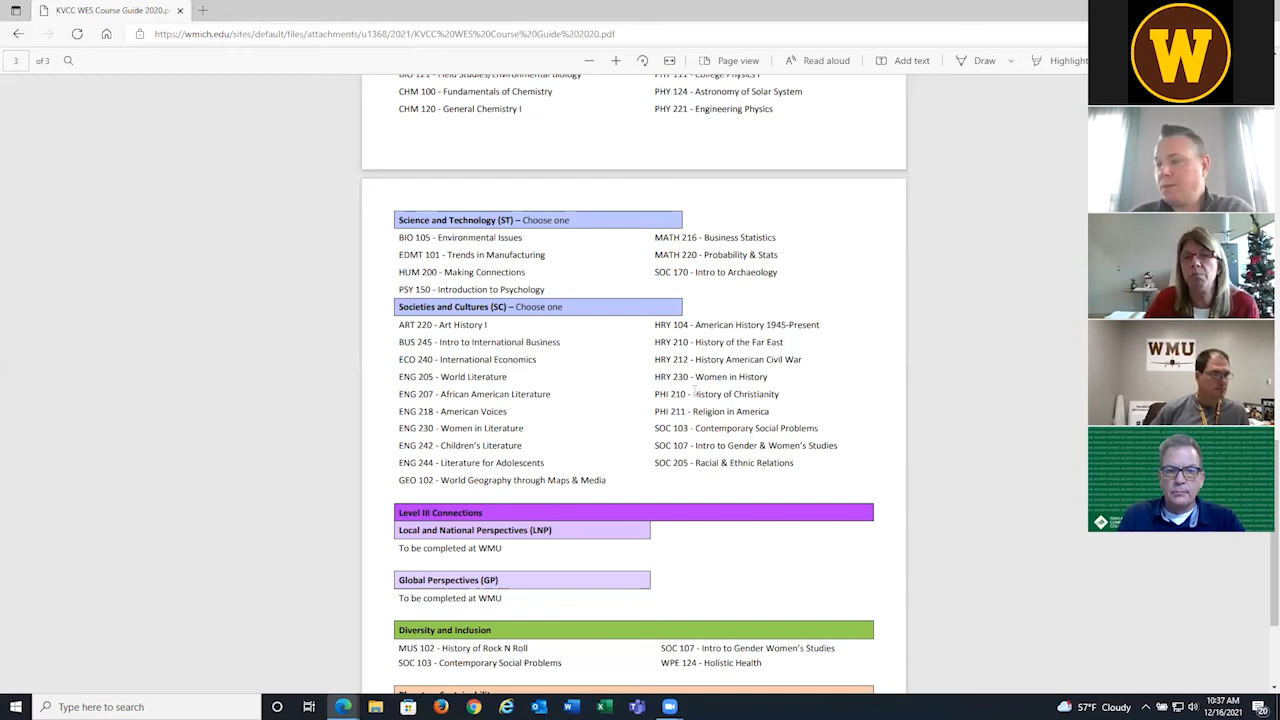 KVCC WES Course Guide 2020.pdf
https://wmich.edu/sites/default/files/attachments/u1368/2021/KVCC%20WES%20Course%20Guide%202020.pdf
3 of 3 Page view Read aloud Add text Draw Highlight
BIO 121 - Field Studies/Environmental Biology PHY 111 - College Physics I
CHM 100 - Fundamentals of Chemistry PHY 124 - Astronomy of Solar System
CHM 120 - General Chemistry I PHY 221 - Engineering Physics
Science and Technology (ST) – Choose one
BIO 105 - Environmental Issues MATH 216 - Business Statistics
EDMT 101 - Trends in Manufacturing MATH 220 - Probability & Stats
HUM 200 - Making Connections SOC 170 - Intro to Archaeology
PSY 150 - Introduction to Psychology
Societies and Cultures (SC) – Choose one
ART 220 - Art History I HRY 104 - American History 1945-Present
BUS 245 - Intro to International Business HRY 210 - History of the Far East
ECO 240 - International Economics HRY 212 - History American Civil War
ENG 205 - World Literature HRY 230 - Women in History
ENG 207 - African American Literature PHI 210 - History of Christianity
ENG 218 - American Voices PHI 211 - Religion in America
ENG 230 - Women in Literature SOC 103 - Contemporary Social Problems
ENG 242 - Children's Literature SOC 107 - Intro to Gender & Women's Studies
ENG 244 - Literature for Adolescents SOC 205 - Racial & Ethnic Relations
GEO 102 - World Geography through Maps & Media
Level III Connections
Local and National Perspectives (LNP)
To be completed at WMU
Global Perspectives (GP)
To be completed at WMU
Diversity and Inclusion
MUS 102 - History of Rock N Roll SOC 107 - Intro to Gender Women's Studies
SOC 103 - Contemporary Social Problems WPE 124 - Holistic Health
W
WMU
Type here to search
57°F Cloudy
10:37 AM
12/16/2021
20